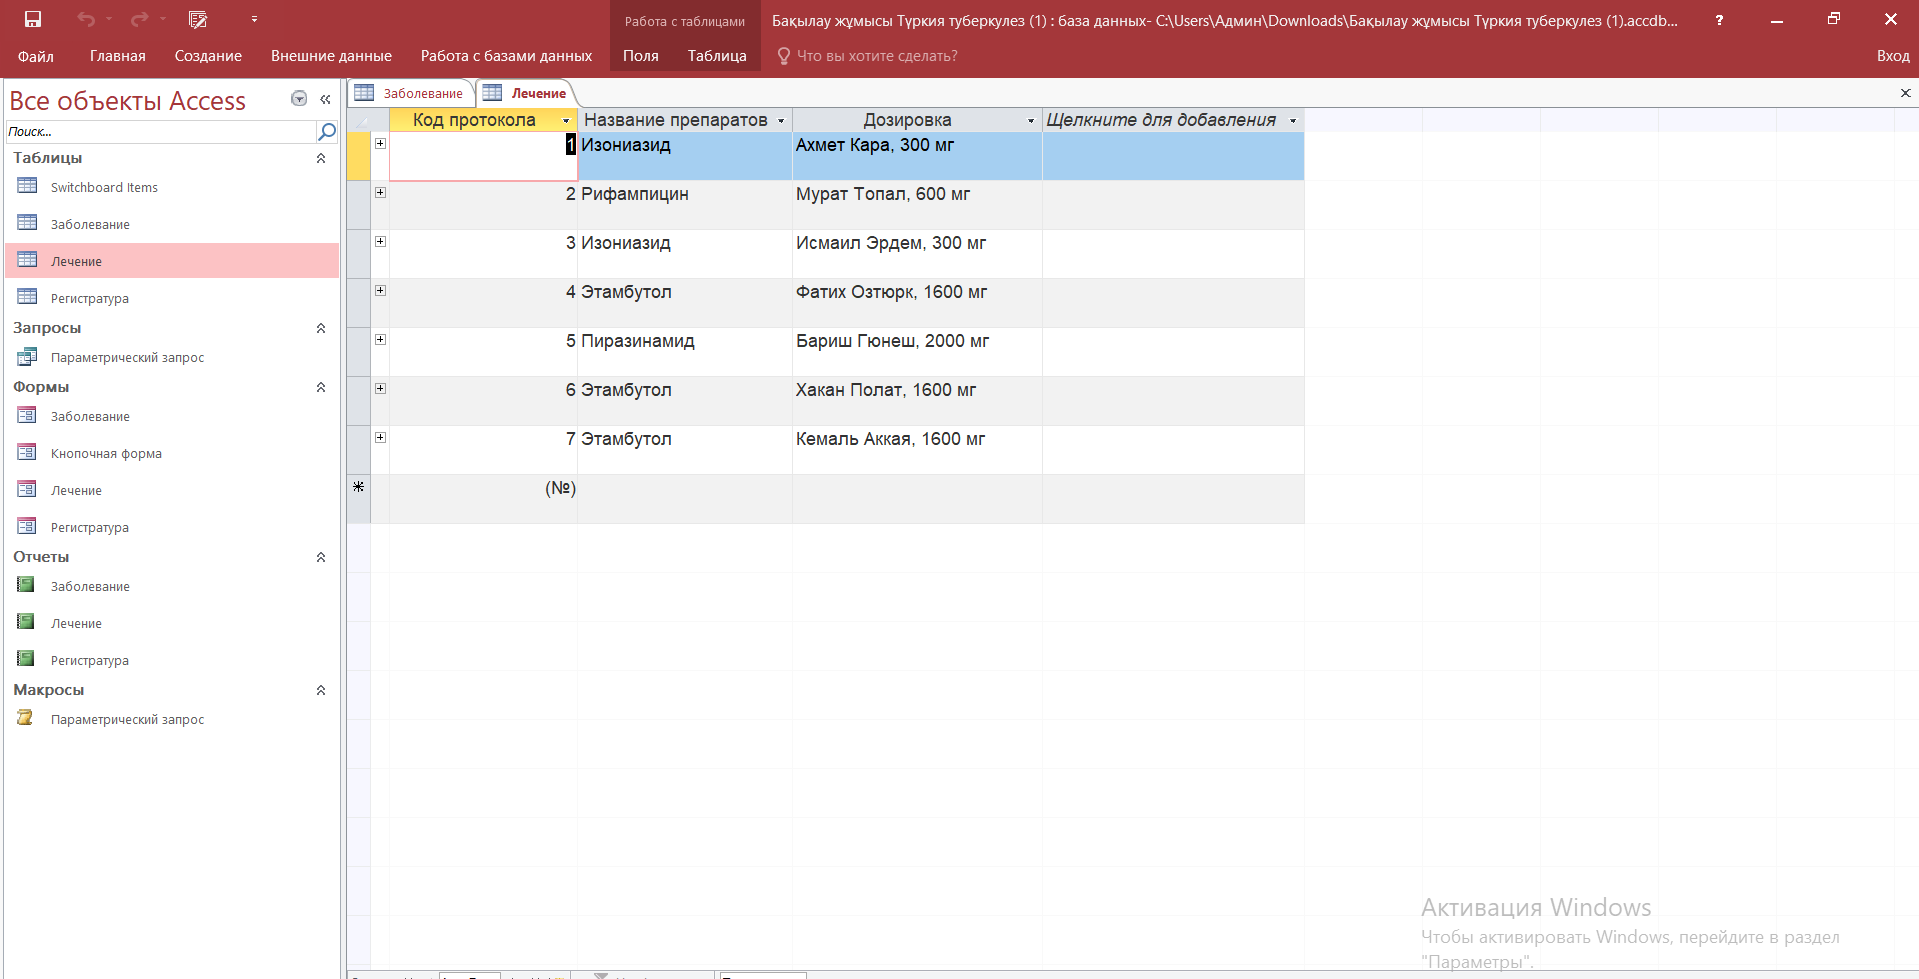 Работа с таблицами
Бақылау жұмысы Түркия туберкулез (1) : база данных- C:\Users\Админ\Downloads\Бақылау жұмысы Түркия туберкулез (1).accdb...
?
Файл Главная Создание Внешние данные Работа с базами данных Поля Таблица Что вы хотите сделать? Вход
Все объекты Access
Поиск...
Таблицы
Switchboard Items
Заболевание
Лечение
Регистратура
Запросы
Параметрический запрос
Формы
Заболевание
Кнопочная форма
Лечение
Регистратура
Отчеты
Заболевание
Лечение
Регистратура
Макросы
Параметрический запрос
Заболевание Лечение
Код протокола Название препаратов Дозировка Щелкните для добавления
1 Изониазид Ахмет Кара, 300 мг
2 Рифампицин Мурат Топал, 600 мг
3 Изониазид Исмаил Эрдем, 300 мг
4 Этамбутол Фатих Озтюрк, 1600 мг
5 Пиразинамид Бариш Гюнеш, 2000 мг
6 Этамбутол Хакан Полат, 1600 мг
7 Этамбутол Кемаль Аккая, 1600 мг
(№)
Активация Windows
Чтобы активировать Windows, перейдите в раздел
"Параметры".